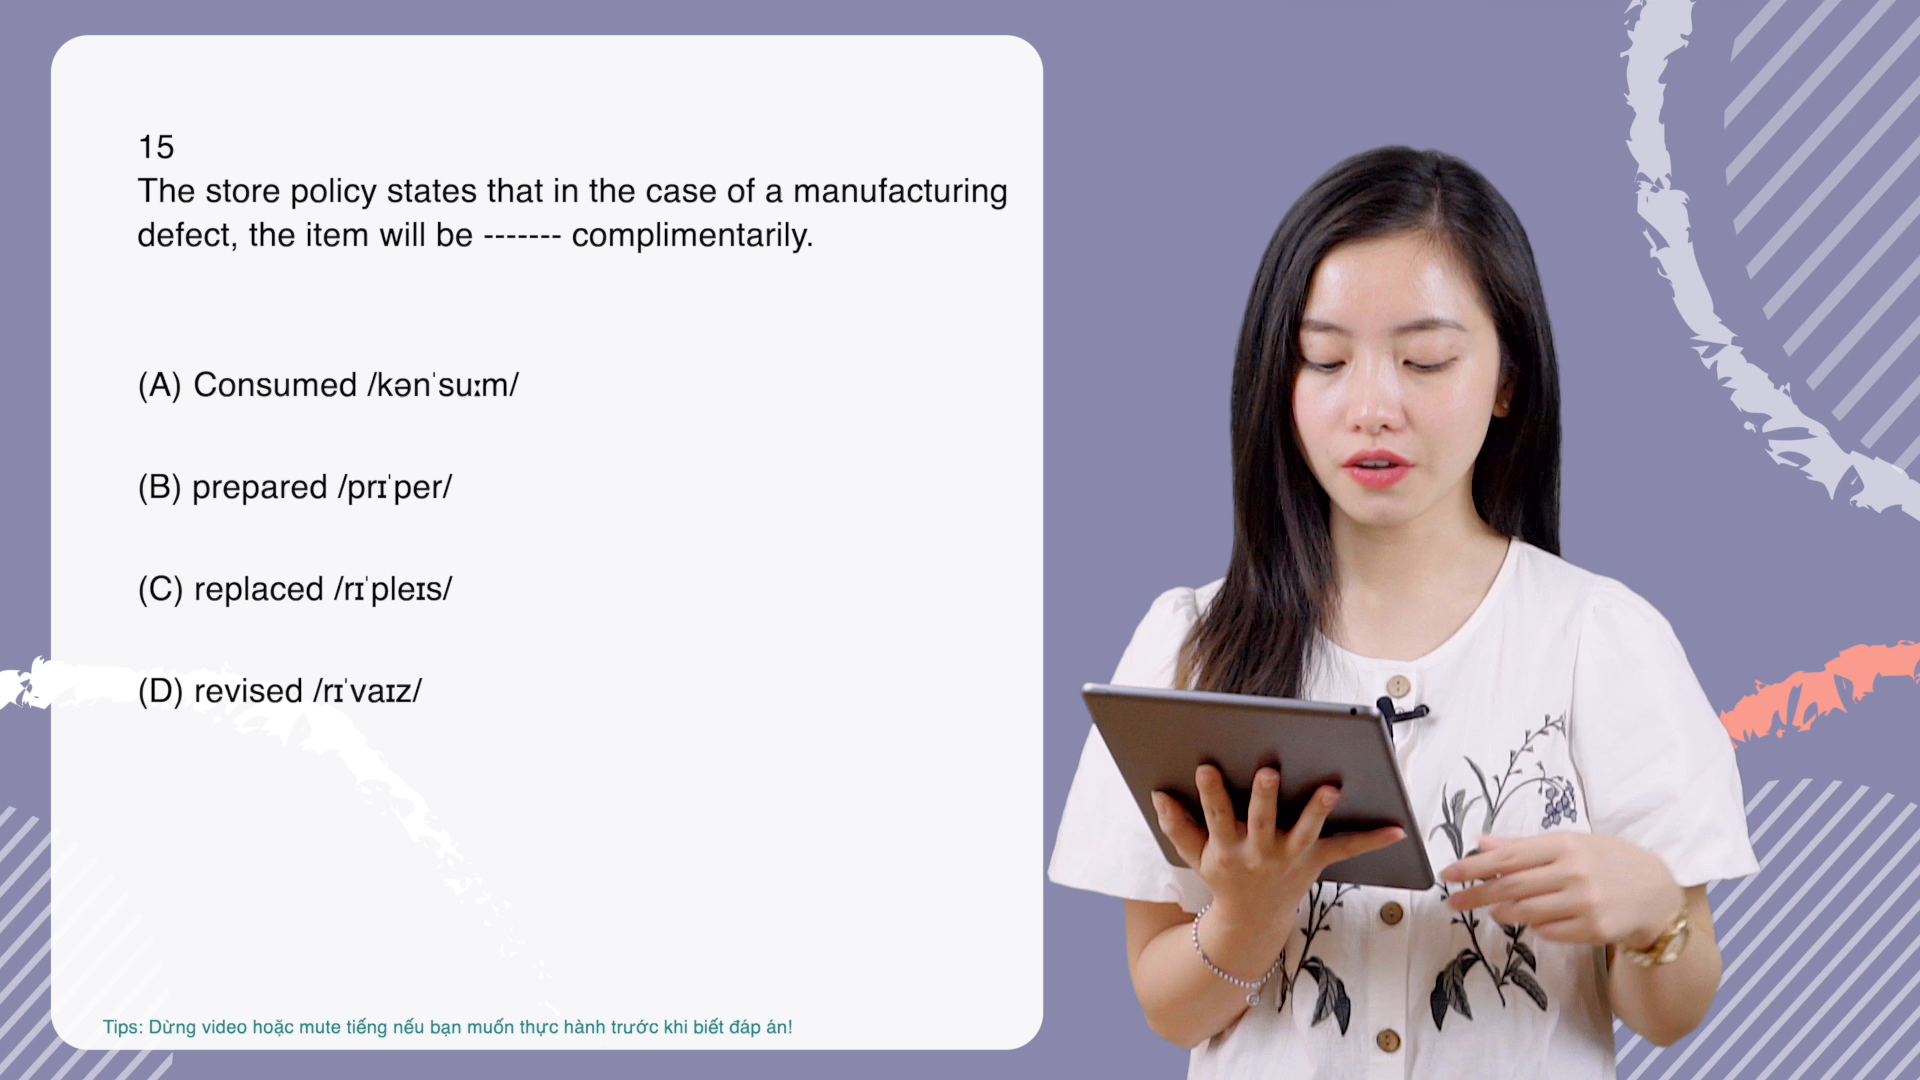 15
The store policy states that in the case of a manufacturing
defect, the item will be ------- complimentarily.
(A) Consumed /kənˈsuːm/
(B) prepared /prɪˈper/
(C) replaced /rɪˈpleɪs/
(D) revised /rɪˈvaɪz/
Tips: Dừng video hoặc mute tiếng nếu bạn muốn thực hành trước khi biết đáp án!